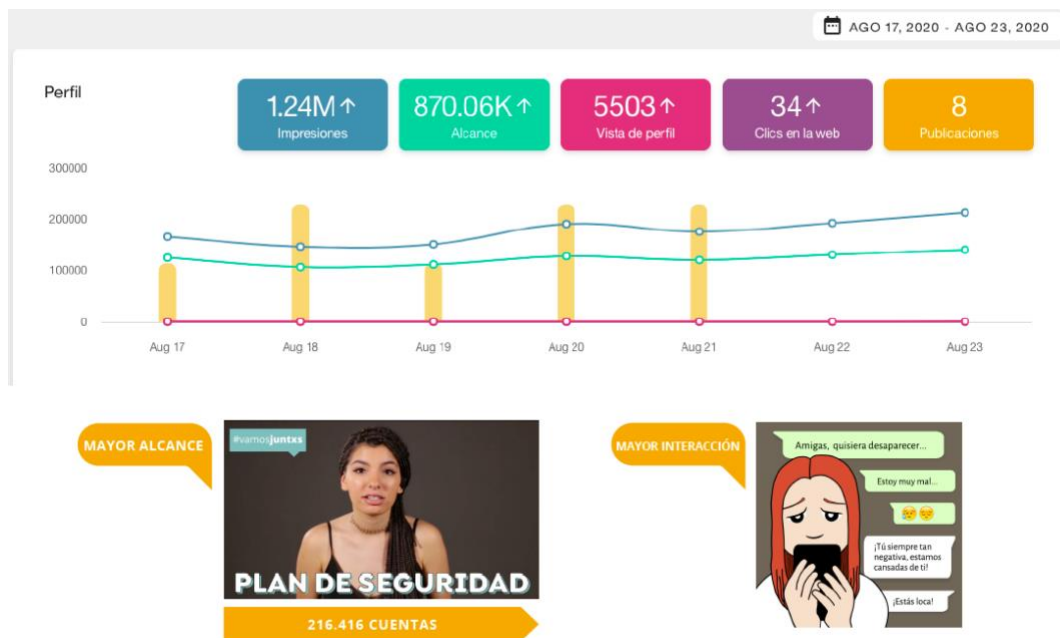 AGO 17, 2020 - AGO 23, 2020
Perfil
1.24M↑
Impresiones
870.06K↑
Alcance
5503↑
Vista de perfil
34↑
Clics en la web
8
Publicaciones
300000
200000
100000
0
Aug 17
Aug 18
Aug 19
Aug 20
Aug 21
Aug 22
Aug 23
MAYOR ALCANCE
#vamosjuntxs
PLAN DE SEGURIDAD
216.416 CUENTAS
MAYOR INTERACCIÓN
Amigas, quisiera desaparecer...
Estoy muy mal...
¡Tú siempre tan
negativa, estamos
cansadas de ti!
¡Estás loca!